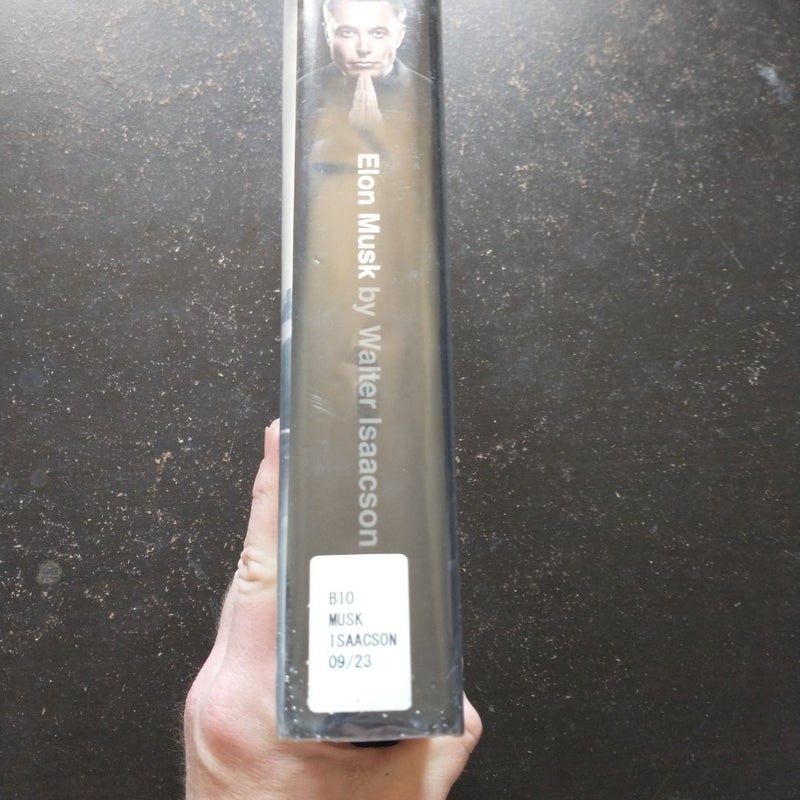 Elon Musk by Walter Isaacson
BIO
MUSK
ISAACSON
09/23